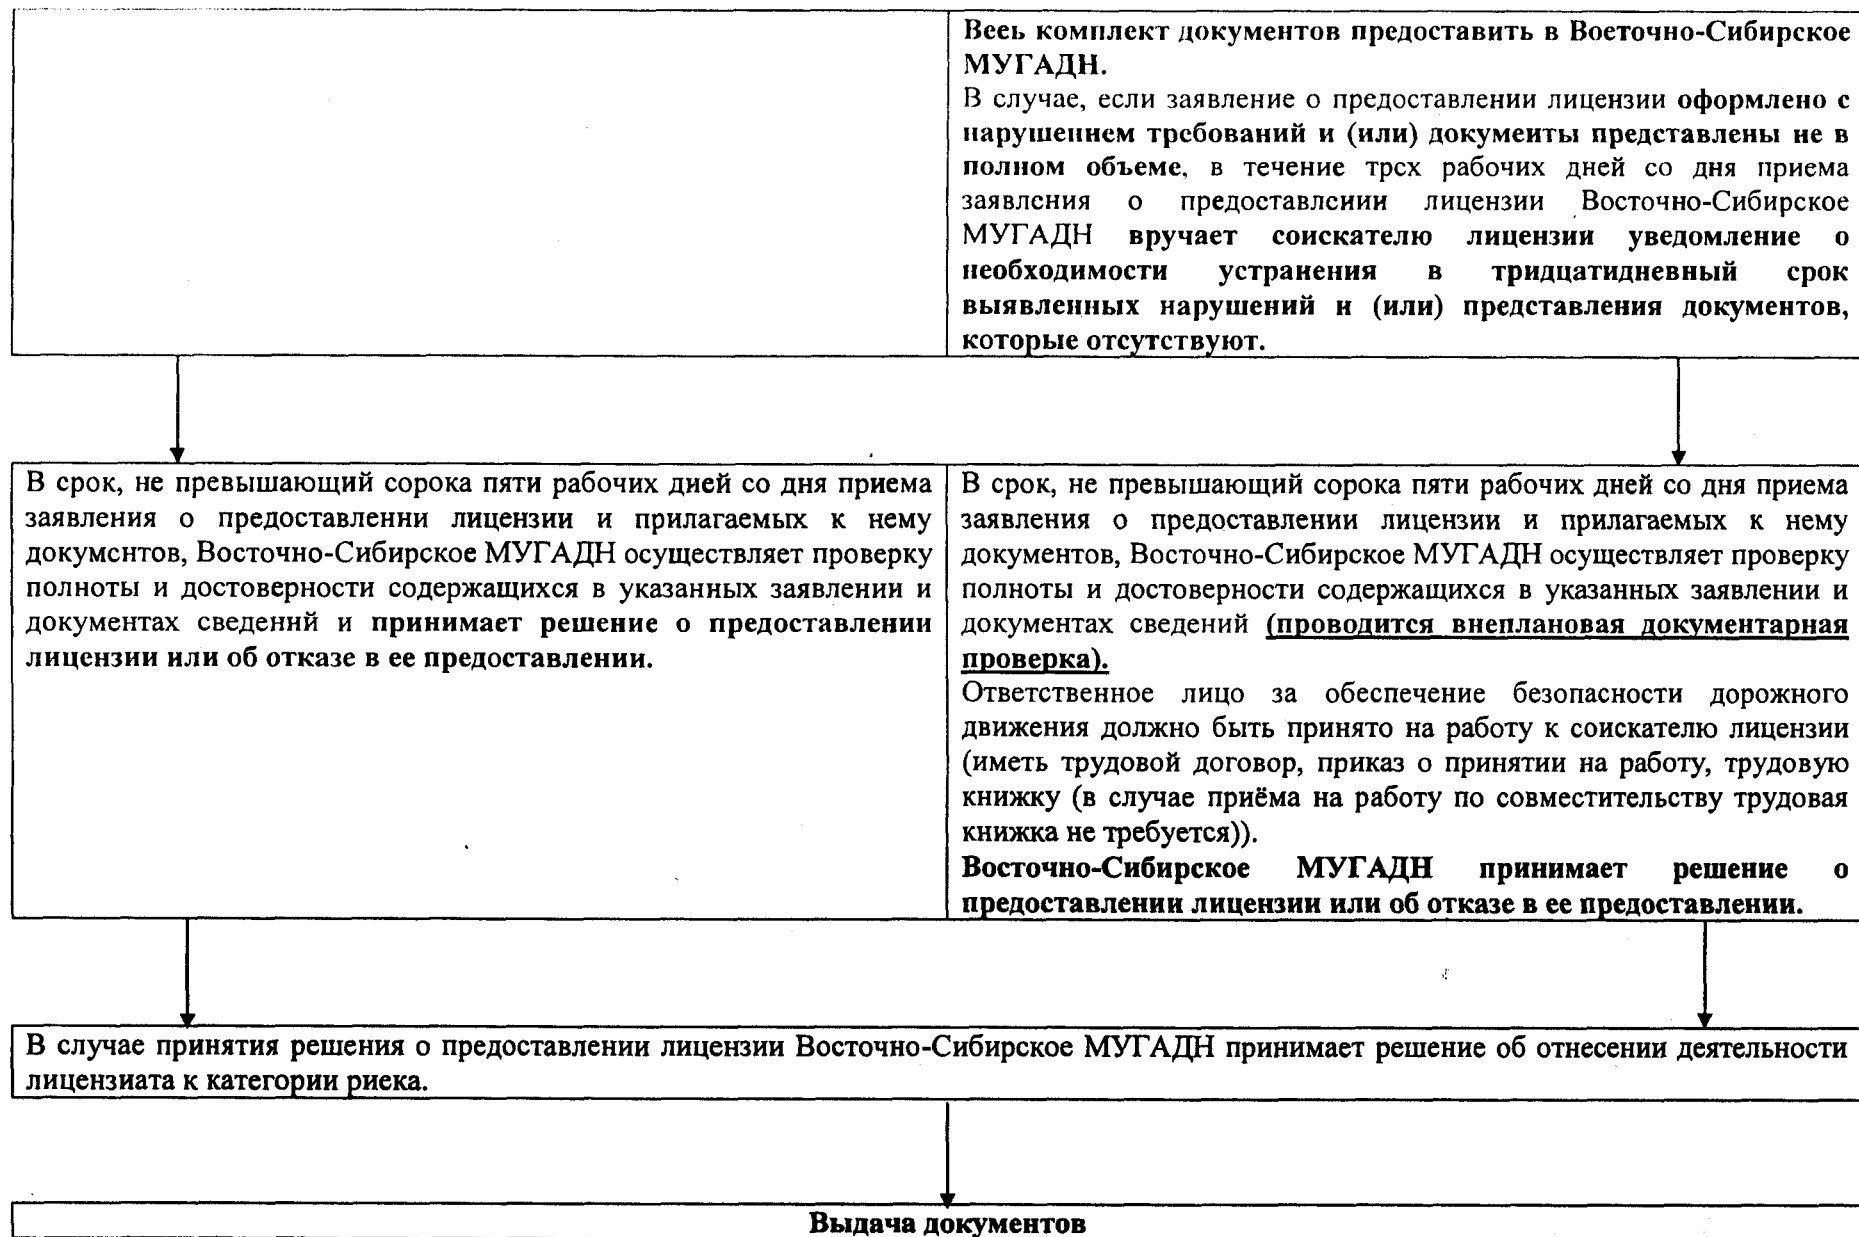 Весь комплект документов предоставить в Восточно-Сибирское
МУГАДН.
В случае, если заявление о предоставлении лицензии оформлено с
нарушением требований и (или) документы представлены не в
полном объеме, в течение трех рабочих дней со дня приема
заявления о предоставлении лицензии Восточно-Сибирское
МУГАДН вручает соискателю лицензии уведомление о
необходимости устранения в тридцатидневный срок
выявленных нарушений и (или) представления документов,
которые отсутствуют.
В срок, не превышающий сорока пяти рабочих дней со дня приема
заявления о предоставлении лицензии и прилагаемых к нему
документов, Восточно-Сибирское МУГАДН осуществляет проверку
полноты и достоверности содержащихся в указанных заявлении и
документах сведений и принимает решение о предоставлении
лицензии или об отказе в ее предоставлении.
В срок, не превышающий сорока пяти рабочих дней со дня приема
заявления о предоставлении лицензии и прилагаемых к нему
документов, Восточно-Сибирское МУГАДН осуществляет проверку
полноты и достоверности содержащихся в указанных заявлении и
документах сведений (проводится внеплановая документарная
проверка).
Ответственное лицо за обеспечение безопасности дорожного
движения должно быть принято на работу к соискателю лицензии
(иметь трудовой договор, приказ о принятии на работу, трудовую
книжку (в случае приёма на работу по совместительству трудовая
книжка не требуется)).
Восточно-Сибирское МУГАДН принимает решение о
предоставлении лицензии или об отказе в ее предоставлении.
В случае принятия решения о предоставлении лицензии Восточно-Сибирское МУГАДН принимает решение об отнесении деятельности
лицензиата к категории риска.
Выдача документов